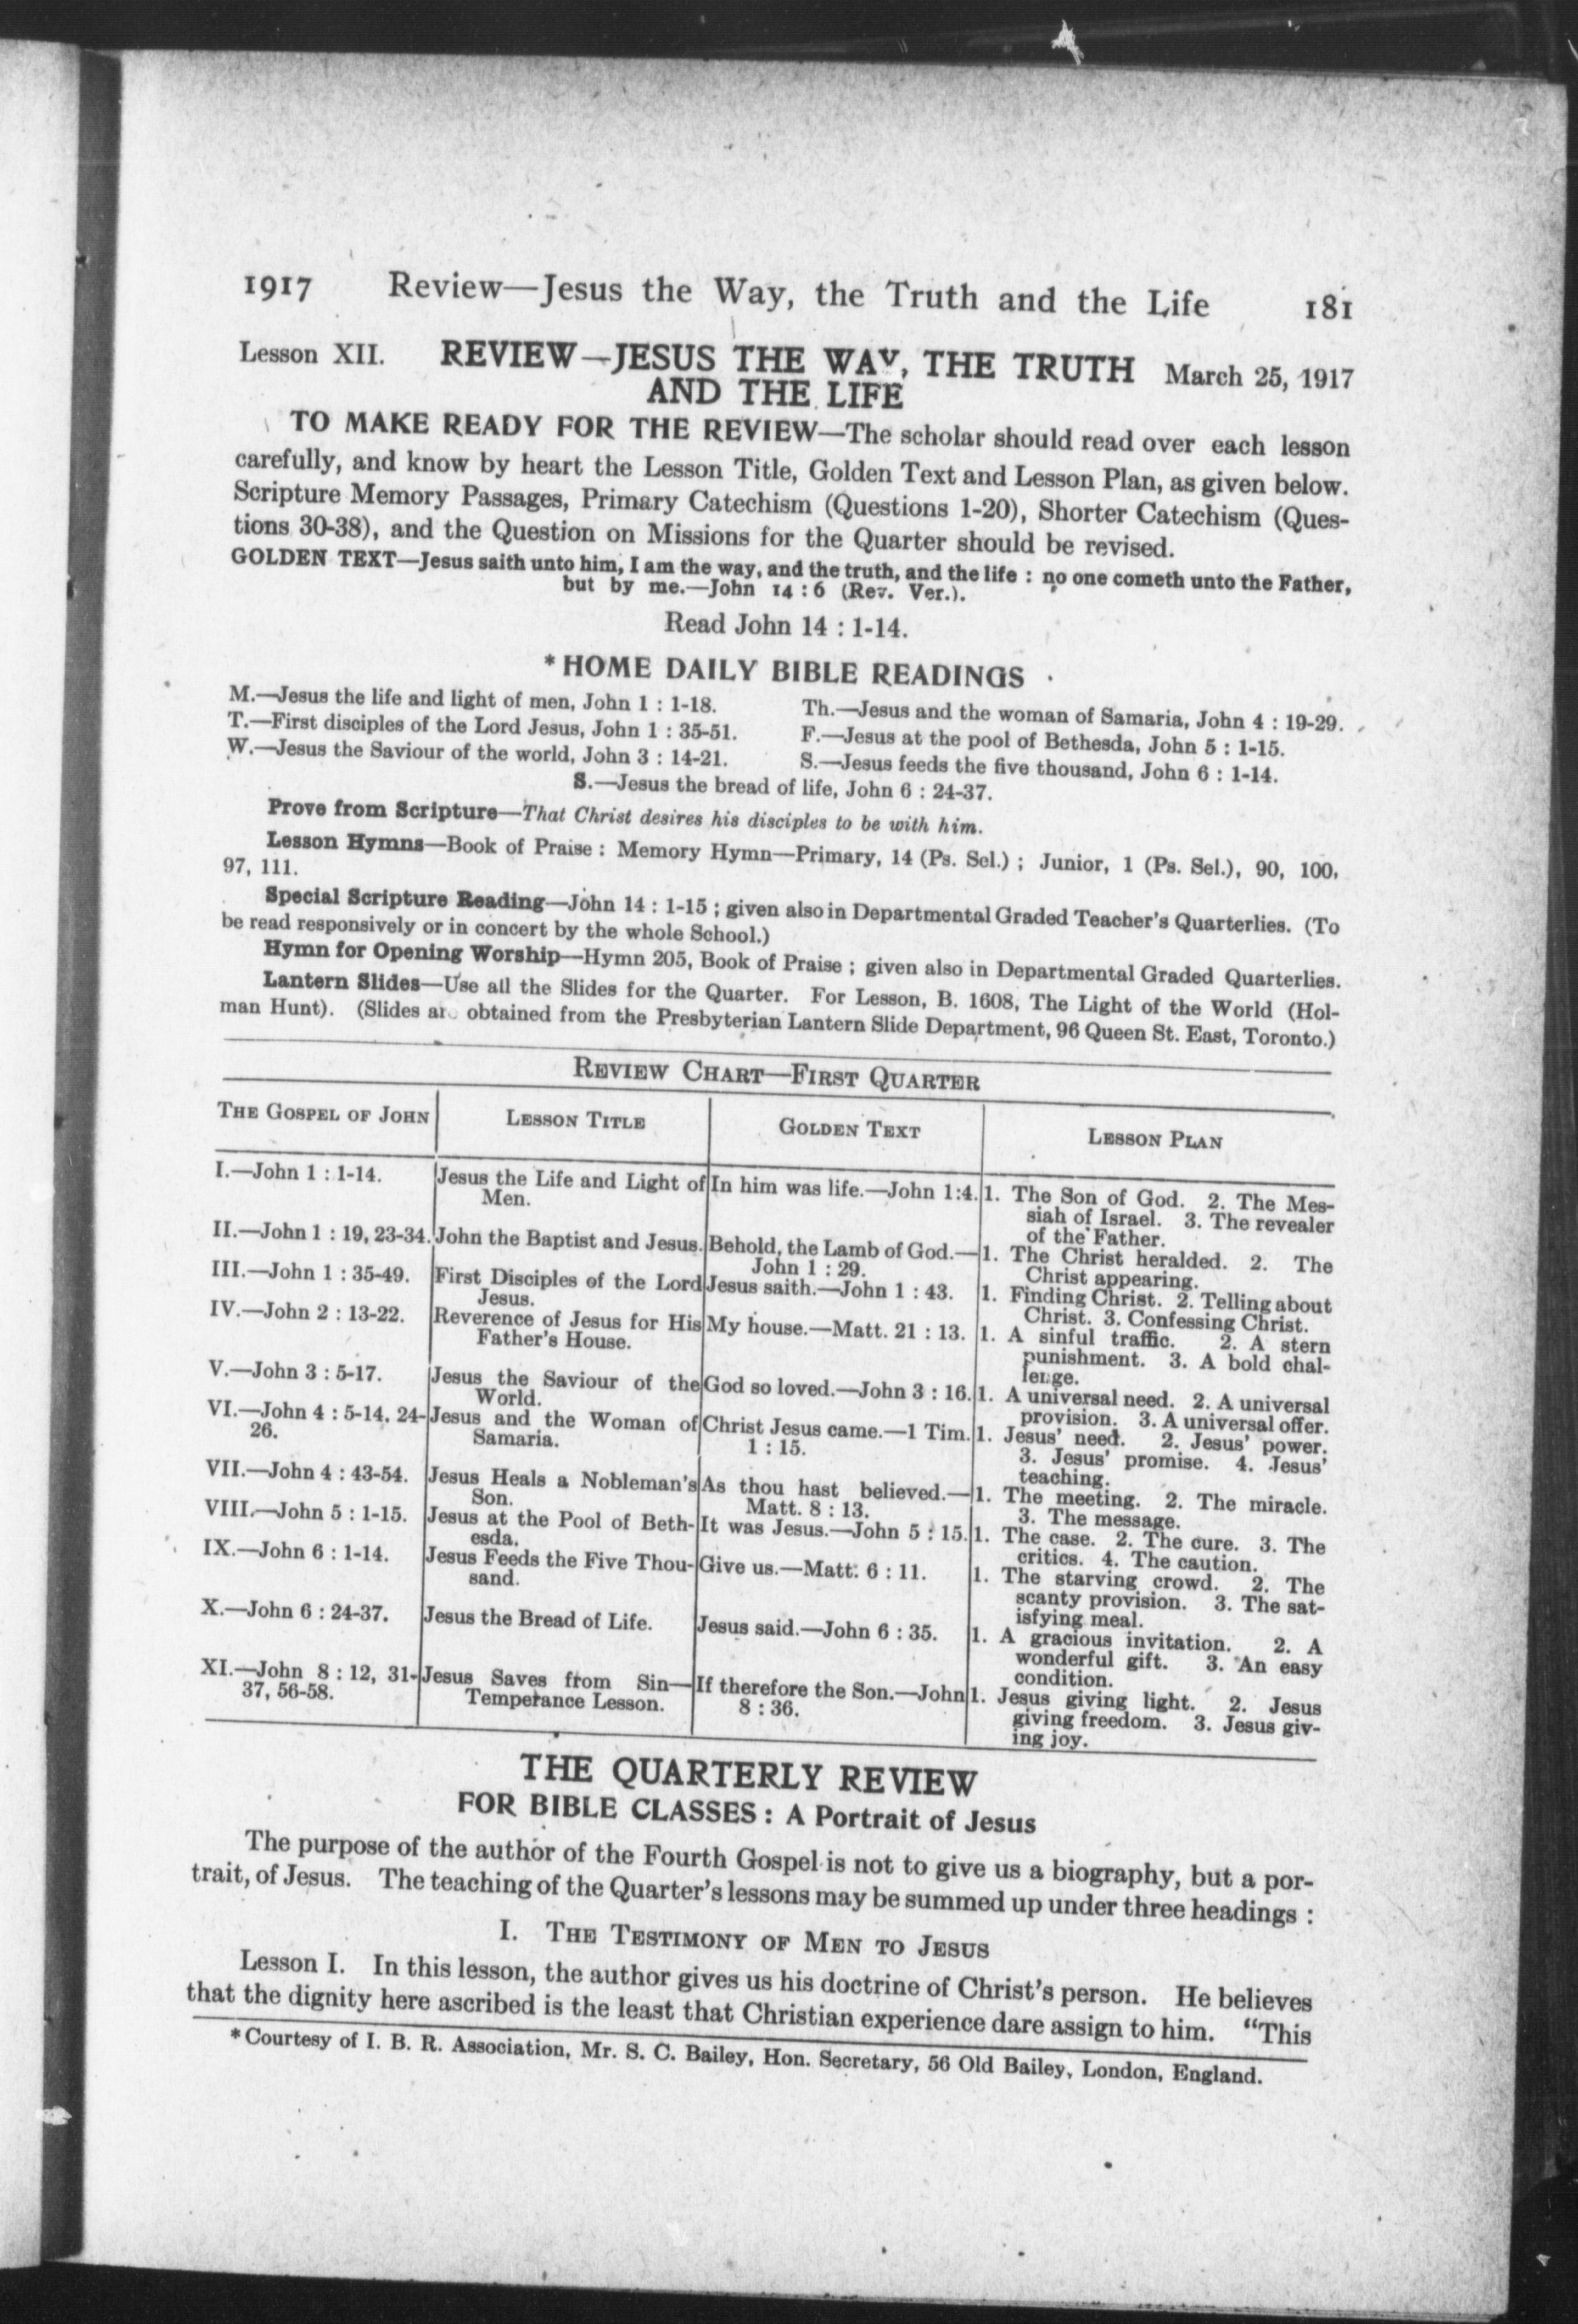 1917 Review—Jesus the Way, the Truth and the Life 181
Lesson XII. REVIEW—JESUS THE WAY, THE TRUTH March 25, 1917
AND THE LIFE
TO MAKE READY FOR THE REVIEW—The scholar should read over each lesson
carefully, and know by heart the Lesson Title, Golden Text and Lesson Plan, as given below.
Scripture Memory Passages, Primary Catechism (Questions 1-20), Shorter Catechism (Ques-
tions 30-38), and the Question on Missions for the Quarter should be revised.
GOLDEN TEXT—Jesus saith unto him, I am the way, and the truth, and the life : no one cometh unto the Father,
but by me.—John 14 : 6 (Rev. Ver.).
Read John 14 : 1-14.
*HOME DAILY BIBLE READINGS
M.—Jesus the life and light of men, John 1 : 1-18.
T.—First disciples of the Lord Jesus, John 1 : 35-51.
W.—Jesus the Saviour of the world, John 3 : 14-21.
Th.—Jesus and the woman of Samaria, John 4 : 19-29.
F.—Jesus at the pool of Bethesda, John 5 : 1-15.
S.—Jesus feeds the five thousand, John 6 : 1-14.
S.—Jesus the bread of life, John 6 : 24-37.
Prove from Scripture—That Christ desires his disciples to be with him.
Lesson Hymns—Book of Praise : Memory Hymn—Primary, 14 (Ps. Sel.) ; Junior, 1 (Ps. Sel.), 90, 100,
97, 111.
Special Scripture Reading—John 14 : 1-15 ; given also in Departmental Graded Teacher's Quarterlies. (To
be read responsively or in concert by the whole School.)
Hymn for Opening Worship—Hymn 205, Book of Praise ; given also in Departmental Graded Quarterlies.
Lantern Slides—Use all the Slides for the Quarter. For Lesson, B. 1608, The Light of the World (Hol-
man Hunt). (Slides are obtained from the Presbyterian Lantern Slide Department, 96 Queen St. East, Toronto.)
REVIEW CHART—FIRST QUARTER
THE GOSPEL OF JOHN LESSON TITLE GOLDEN TEXT LESSON PLAN
I.—John 1 : 1-14.
Jesus the Life and Light of
Men.
In him was life.—John 1:4.
1. The Son of God. 2. The Mes-
siah of Israel. 3. The revealer
of the Father.
II.—John 1 : 19, 23-34.
John the Baptist and Jesus.
Behold, the Lamb of God.—
John 1 : 29.
1. The Christ heralded. 2. The
Christ appearing.
III.—John 1 : 35-49.
First Disciples of the Lord
Jesus.
Jesus saith.—John 1 : 43.
1. Finding Christ. 2. Telling about
Christ. 3. Confessing Christ.
IV.—John 2 : 13-22.
Reverence of Jesus for His
Father's House.
My house.—Matt. 21 : 13.
1. A sinful traffic. 2. A stern
punishment. 3. A bold chal-
lenge.
V.—John 3 : 5-17.
Jesus the Saviour of the
World.
God so loved.—John 3 : 16.
1. A universal need. 2. A universal
provision. 3. A universal offer.
VI.—John 4 : 5-14, 24-
26.
Jesus and the Woman of
Samaria.
Christ Jesus came.—1 Tim.
1 : 15.
1. Jesus' need. 2. Jesus' power.
3. Jesus' promise. 4. Jesus'
teaching.
VII.—John 4 : 43-54.
Jesus Heals a Nobleman's
Son.
As thou hast believed.—
Matt. 8 : 13.
1. The meeting. 2. The miracle.
3. The message.
VIII.—John 5 : 1-15.
Jesus at the Pool of Beth-
esda.
It was Jesus.—John 5 : 15.
1. The case. 2. The cure. 3. The
critics. 4. The caution.
IX.—John 6 : 1-14.
Jesus Feeds the Five Thou-
sand.
Give us.—Matt. 6 : 11.
1. The starving crowd. 2. The
scanty provision. 3. The sat-
isfying meal.
X.—John 6 : 24-37.
Jesus the Bread of Life.
Jesus said.—John 6 : 35.
1. A gracious invitation. 2. A
wonderful gift. 3. An easy
condition.
XI.—John 8 : 12, 31-
37, 56-58.
Jesus Saves from Sin—
Temperance Lesson.
If therefore the Son.—John
8 : 36.
1. Jesus giving light. 2. Jesus
giving freedom. 3. Jesus giv-
ing joy.
THE QUARTERLY REVIEW
FOR BIBLE CLASSES : A Portrait of Jesus
The purpose of the author of the Fourth Gospel is not to give us a biography, but a por-
trait, of Jesus. The teaching of the Quarter's lessons may be summed up under three headings :
I. THE TESTIMONY OF MEN TO JESUS
Lesson I. In this lesson, the author gives us his doctrine of Christ's person. He believes
that the dignity here ascribed is the least that Christian experience dare assign to him. "This
*Courtesy of I. B. R. Association, Mr. S. C. Bailey, Hon. Secretary, 56 Old Bailey, London, England.